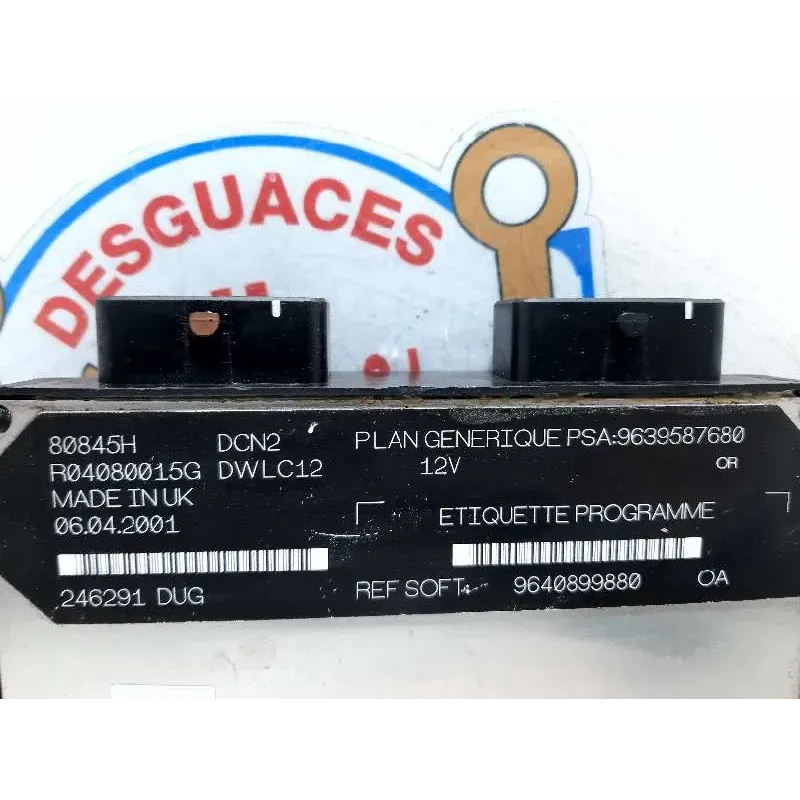 DESGUACES
80845H DCN2 PLAN GENERIQUE PSA:9639587680
R04080015G DWLC12 12V OR
MADE IN UK
06.04.2001 ETIQUETTE PROGRAMME
246291 DUG REF SOFT. 9640899880 OA